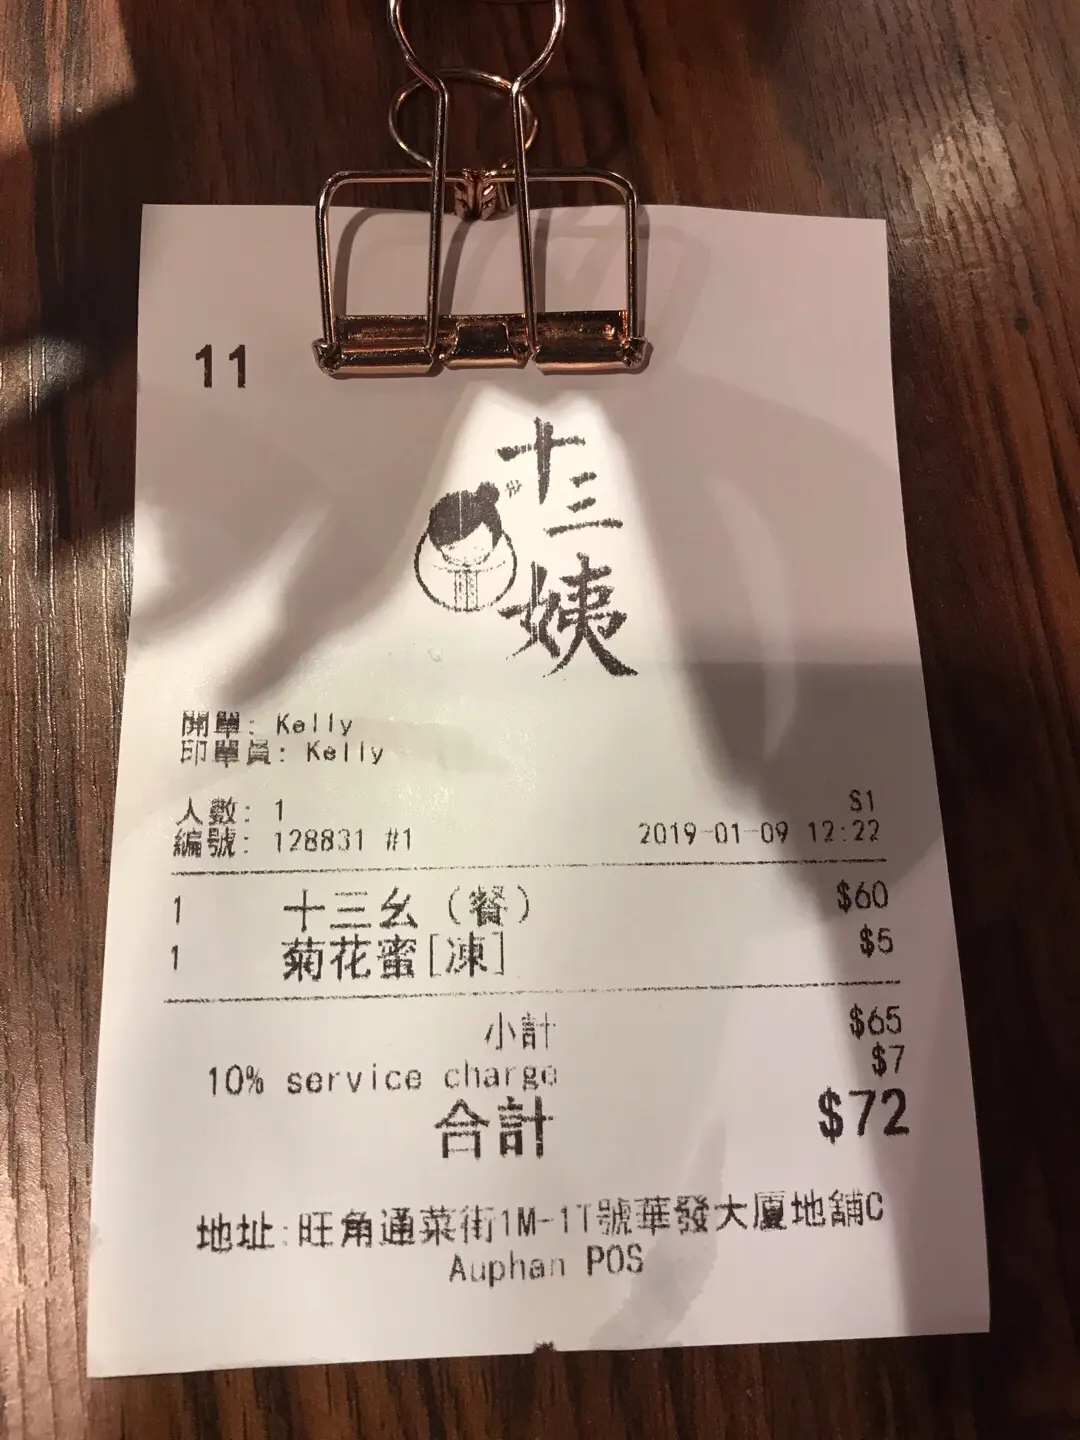 11
十三姨
開單: Kelly
印單員: Kelly
人數: 1
S1
編號: 128831 #1 2019-01-09 12:22
1 十三幺 (餐) $60
1 菊花蜜[凍] $5
小計 $65
10% service charge $7
合計 $72
地址:旺角通菜街1M-1T號華發大廈地舖C
Auphan POS